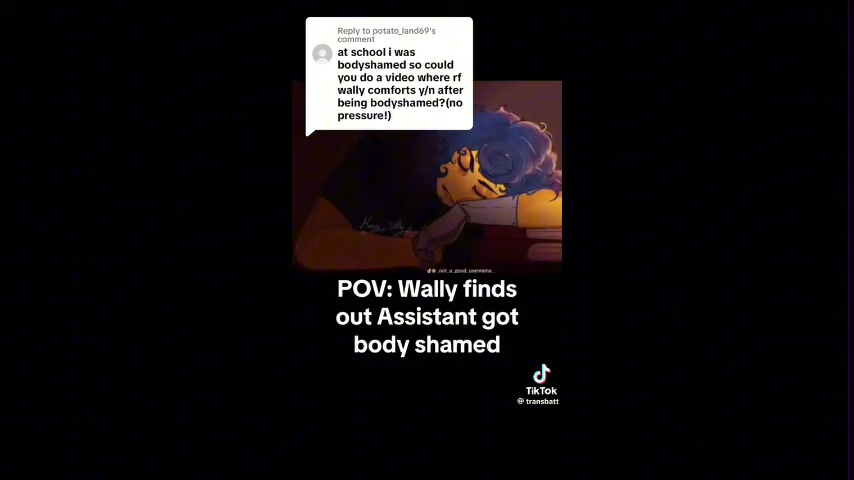 Reply to potato_land69's
comment
at school i was
bodyshamed so could
you do a video where rf
wally comforts y/n after
being bodyshamed?(no
pressure!)
POV: Wally finds
out Assistant got
body shamed
TikTok
@ transbatt